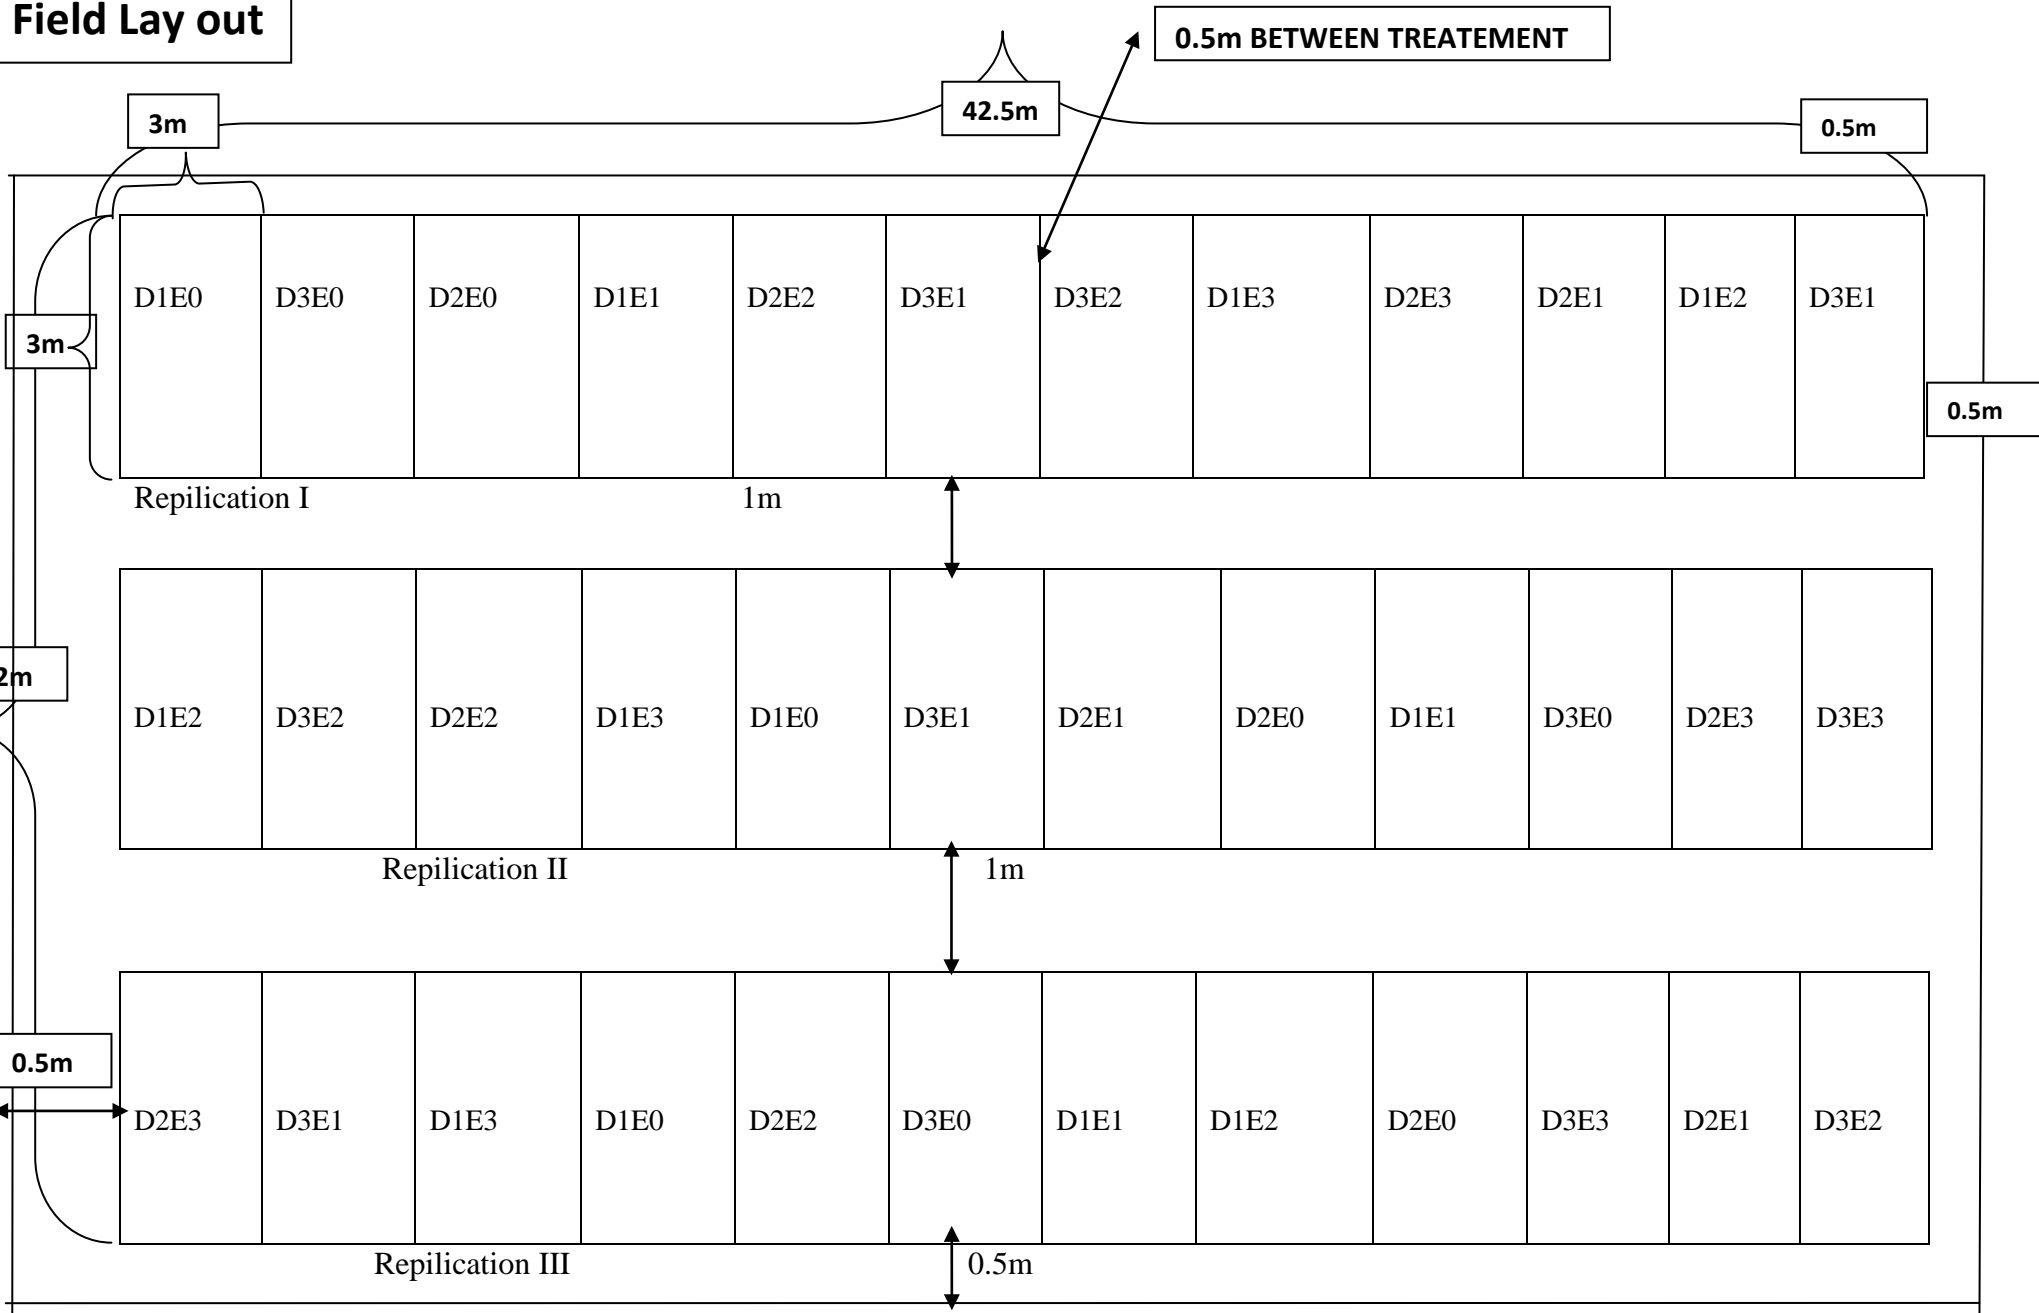 Field Lay out
0.5m BETWEEN TREATEMENT
42.5m
3m
0.5m
D1E0 D3E0 D2E0 D1E1 D2E2 D3E1 D3E2 D1E3 D2E3 D2E1 D1E2 D3E1
3m
0.5m
Repilication I 1m
2m
D1E2 D3E2 D2E2 D1E3 D1E0 D3E1 D2E1 D2E0 D1E1 D3E0 D2E3 D3E3
Repilication II 1m
0.5m
D2E3 D3E1 D1E3 D1E0 D2E2 D3E0 D1E1 D1E2 D2E0 D3E3 D2E1 D3E2
Repilication III 0.5m